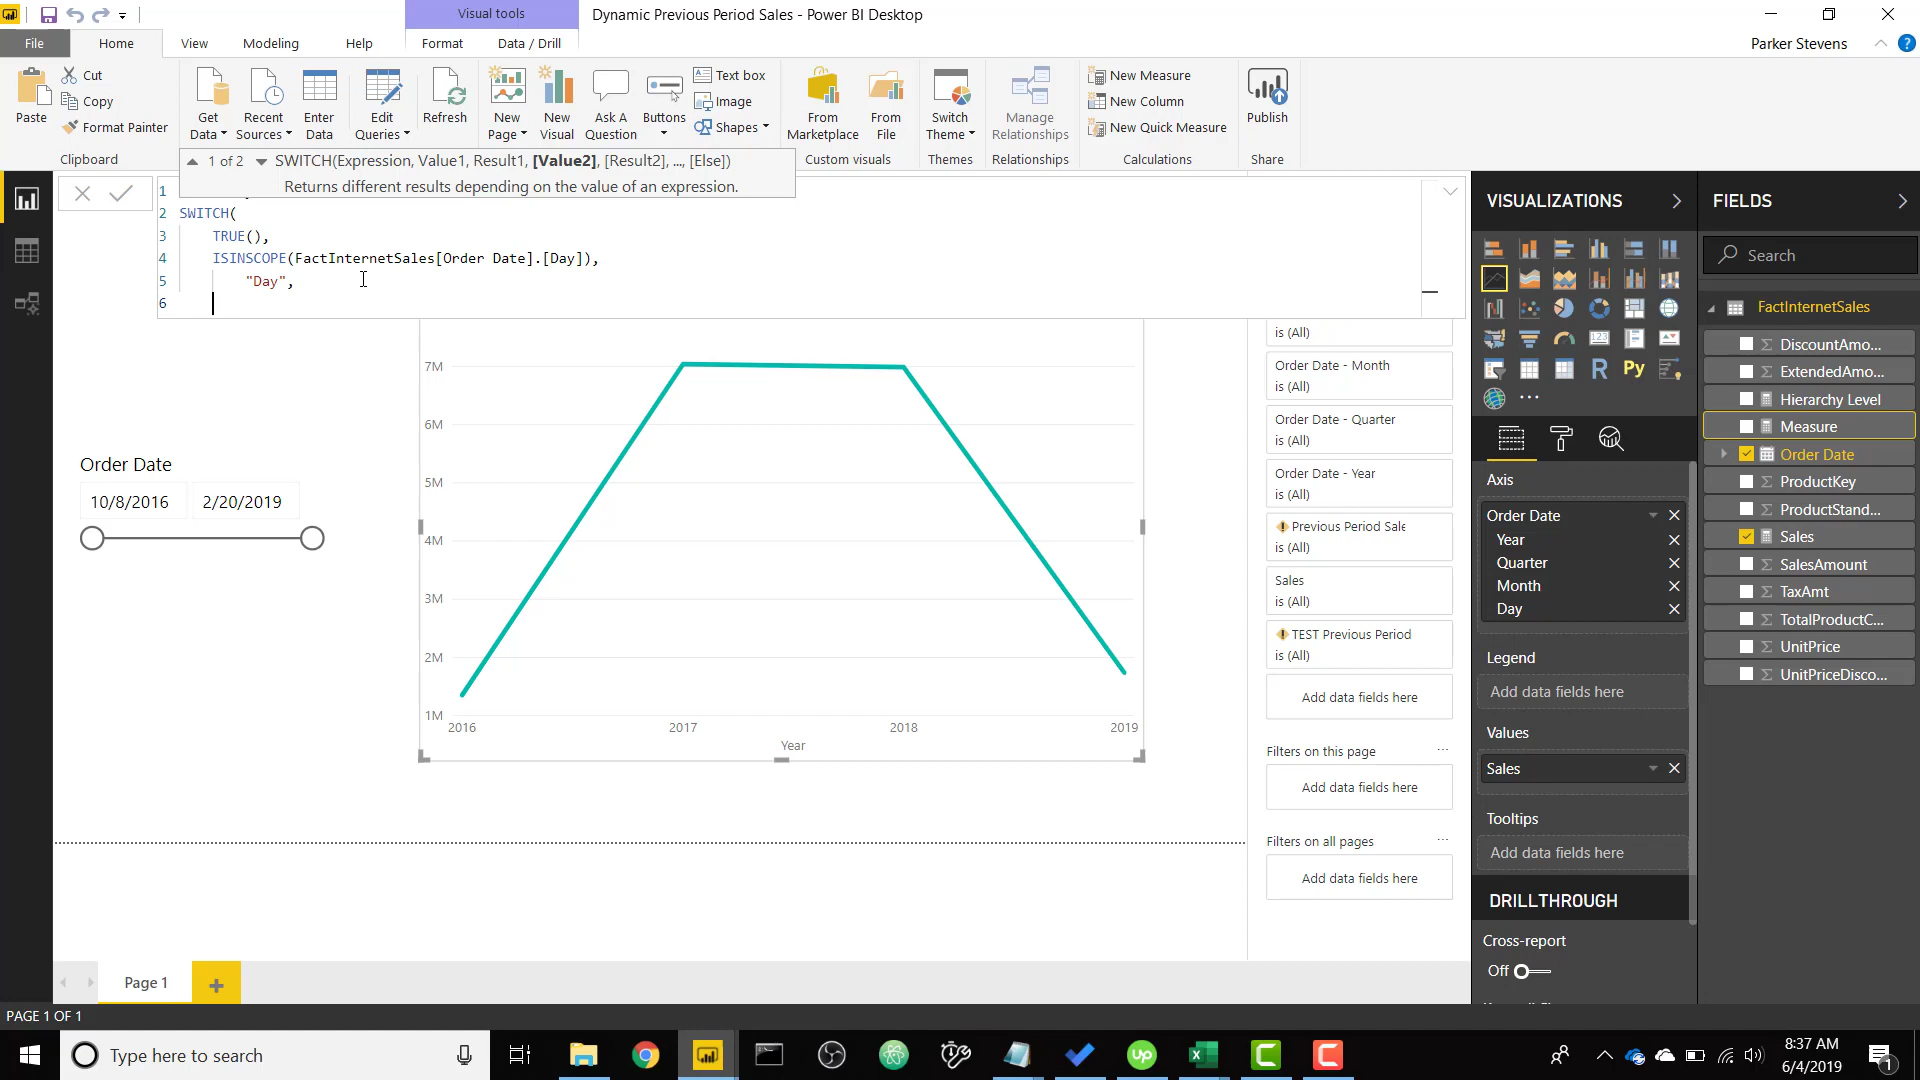 Visual tools
Dynamic Previous Period Sales - Power BI Desktop
File
Home
View
Modeling
Help
Format
Data / Drill
Parker Stevens
Paste
Cut
Copy
Format Painter
Clipboard
Get Data
Recent Sources
Enter Data
Edit Queries
Refresh
New Page
New Visual
Ask A Question
Buttons
Text box
Image
Shapes
From Marketplace
From File
Custom visuals
Switch Theme
Themes
Manage Relationships
Relationships
New Measure
New Column
New Quick Measure
Calculations
Publish
Share
1 of 2 SWITCH(Expression, Value1, Result1, [Value2], [Result2], ..., [Else])
Returns different results depending on the value of an expression.
1
2 SWITCH(
3 TRUE(),
4 ISINSCOPE(FactInternetSales[Order Date].[Day]),
5 "Day",
6
Order Date
10/8/2016
2/20/2019
7M
6M
5M
4M
3M
2M
1M
2016
2017
2018
2019
Year
is (All)
Order Date - Month
is (All)
Order Date - Quarter
is (All)
Order Date - Year
is (All)
Previous Period Sale
is (All)
Sales
is (All)
TEST Previous Period
is (All)
Add data fields here
Filters on this page
...
Add data fields here
Filters on all pages
...
Add data fields here
VISUALIZATIONS
R
Py
...
Axis
Order Date
Year
Quarter
Month
Day
Legend
Add data fields here
Values
Sales
Tooltips
Add data fields here
DRILLTHROUGH
Cross-report
Off
FIELDS
Search
FactInternetSales
DiscountAmo...
ExtendedAmo...
Hierarchy Level
Measure
Order Date
ProductKey
ProductStand...
Sales
SalesAmount
TaxAmt
TotalProductC...
UnitPrice
UnitPriceDisco...
Page 1
PAGE 1 OF 1
Type here to search
Up
8:37 AM
6/4/2019
1